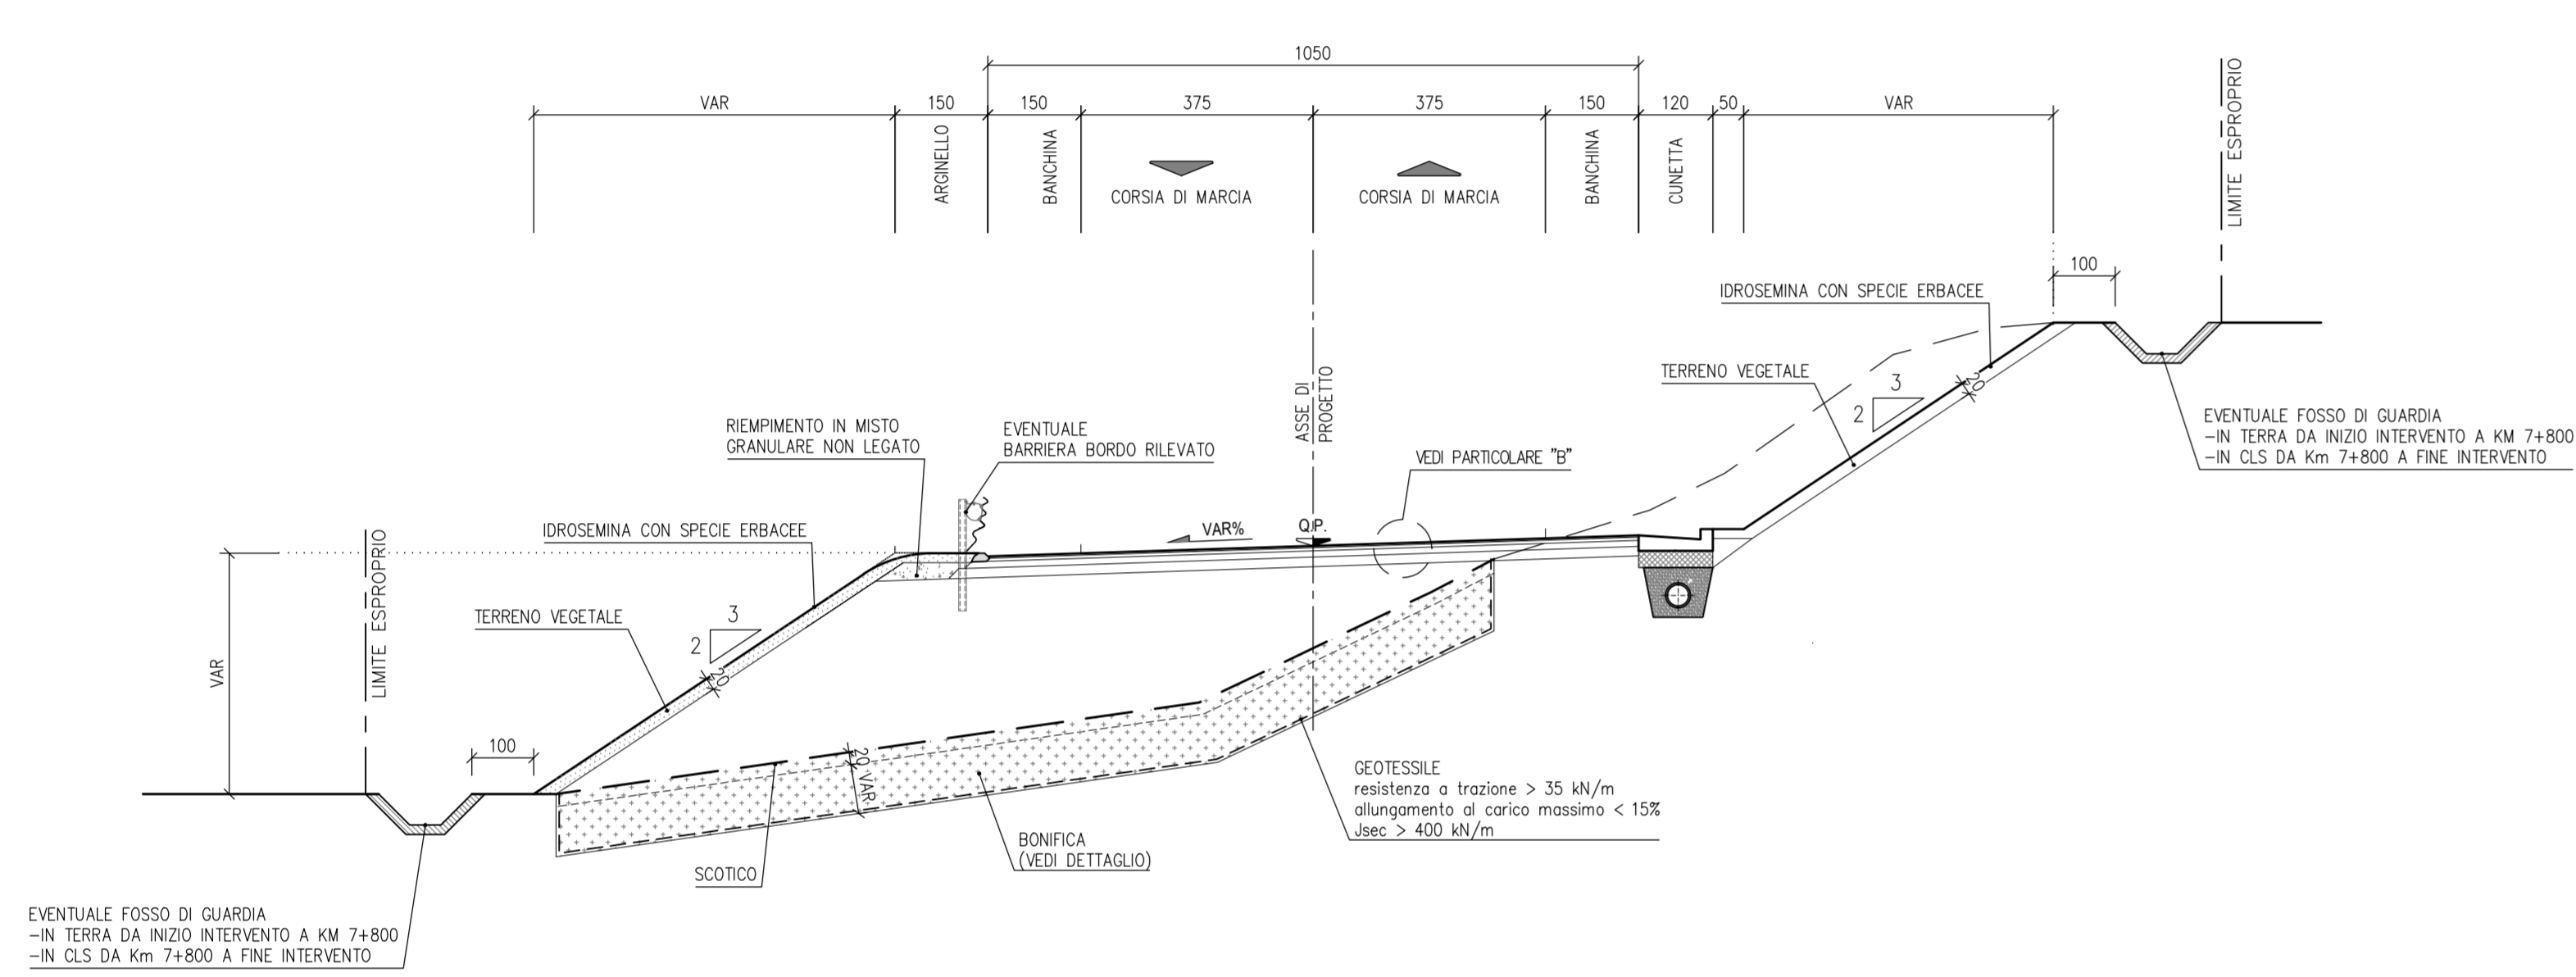 1050
VAR
150
150
375
375
150
120
50
VAR
ARGINELLO
BANCHINA
CORSIA DI MARCIA
CORSIA DI MARCIA
BANCHINA
CUNETTA
LIMITE ESPROPRIO
100
IDROSEMINA CON SPECIE ERBACEE
TERRENO VEGETALE
3
2
20
EVENTUALE FOSSO DI GUARDIA
-IN TERRA DA INIZIO INTERVENTO A KM 7+800
-IN CLS DA Km 7+800 A FINE INTERVENTO
ASSE DI
PROGETTO
RIEMPIMENTO IN MISTO
GRANULARE NON LEGATO
EVENTUALE
BARRIERA BORDO RILEVATO
VEDI PARTICOLARE "B"
VAR%
Q.P.
IDROSEMINA CON SPECIE ERBACEE
LIMITE ESPROPRIO
VAR
TERRENO VEGETALE
3
2
20
100
20
VAR
GEOTESSILE
resistenza a trazione > 35 kN/m
allungamento al carico massimo < 15%
Jsec > 400 kN/m
BONIFICA
(VEDI DETTAGLIO)
SCOTICO
EVENTUALE FOSSO DI GUARDIA
-IN TERRA DA INIZIO INTERVENTO A KM 7+800
-IN CLS DA Km 7+800 A FINE INTERVENTO